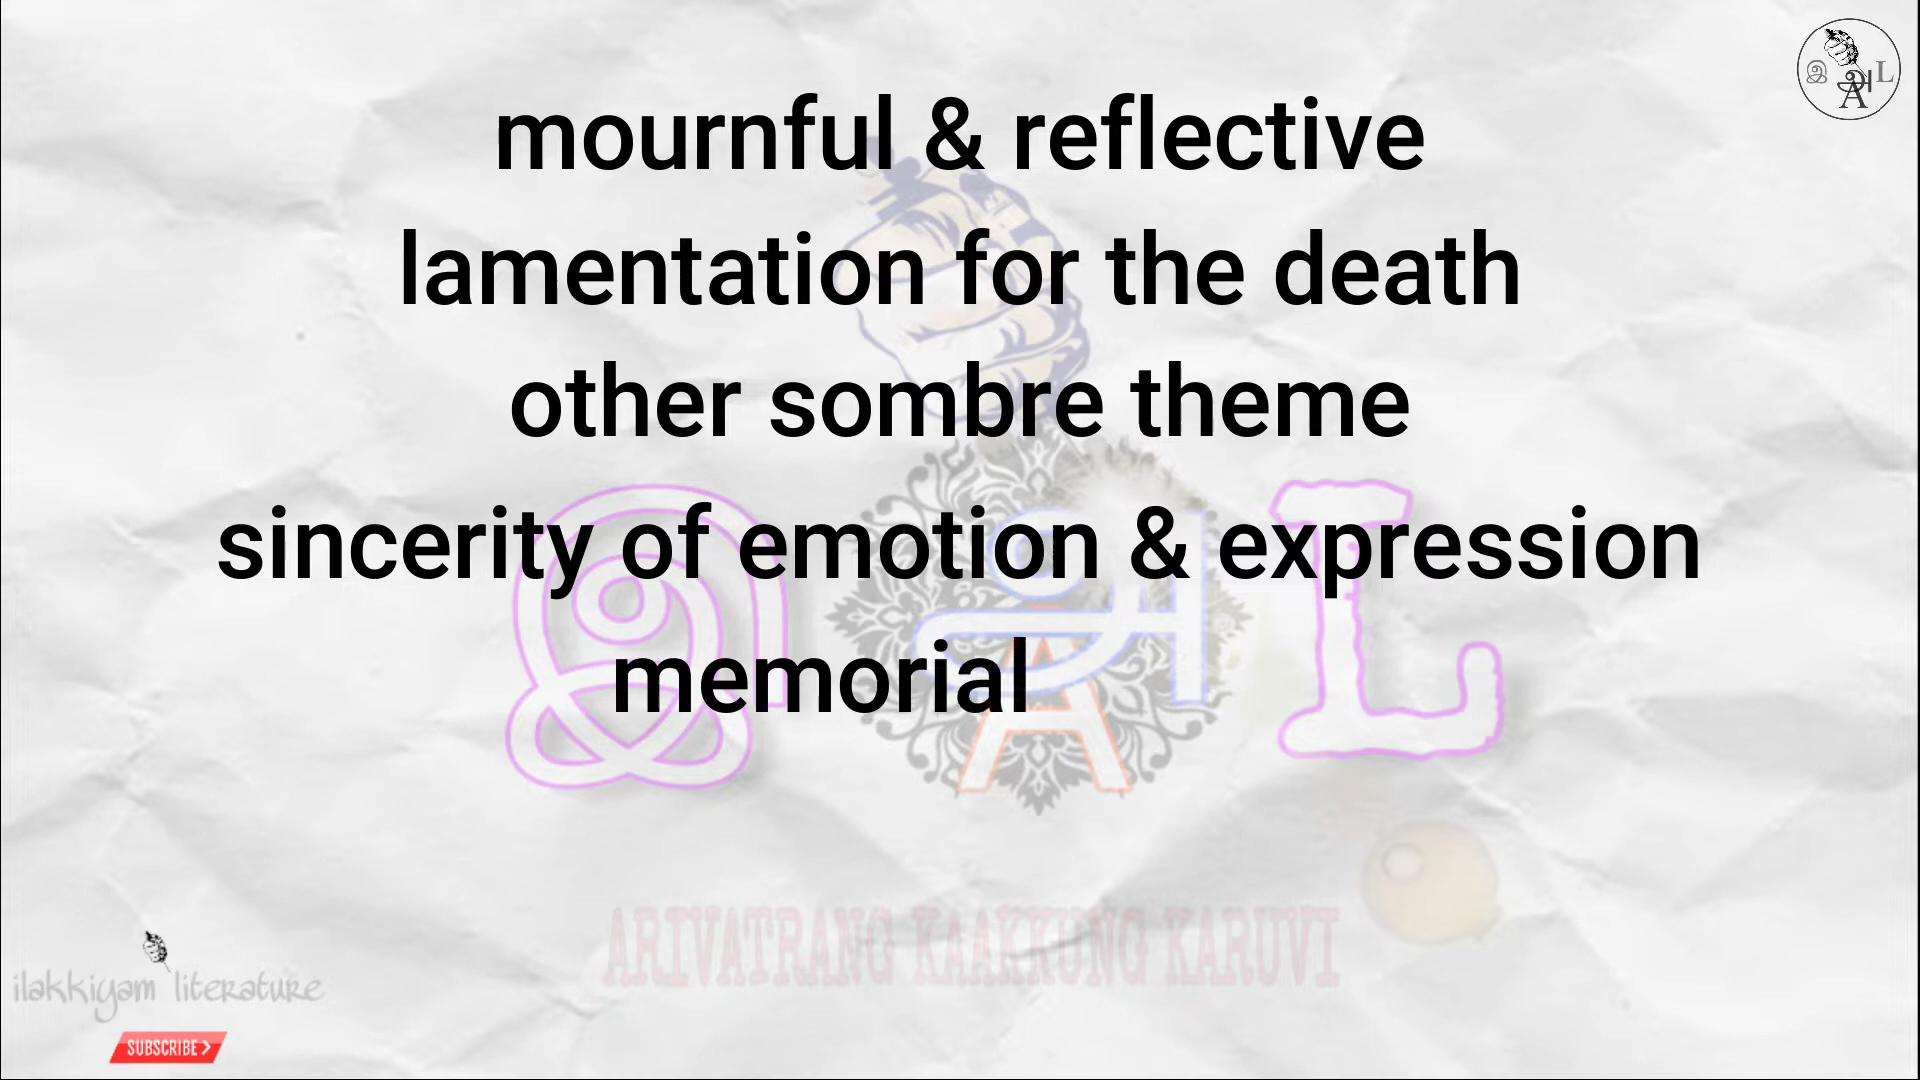 இ அ L
A
mournful & reflective
lamentation for the death
other sombre theme
sincerity of emotion & expression
memorial
இ அ L
A
ARIVATRANG KAAKKUNG KARUVI
ilakkiyam literature
SUBSCRIBE >